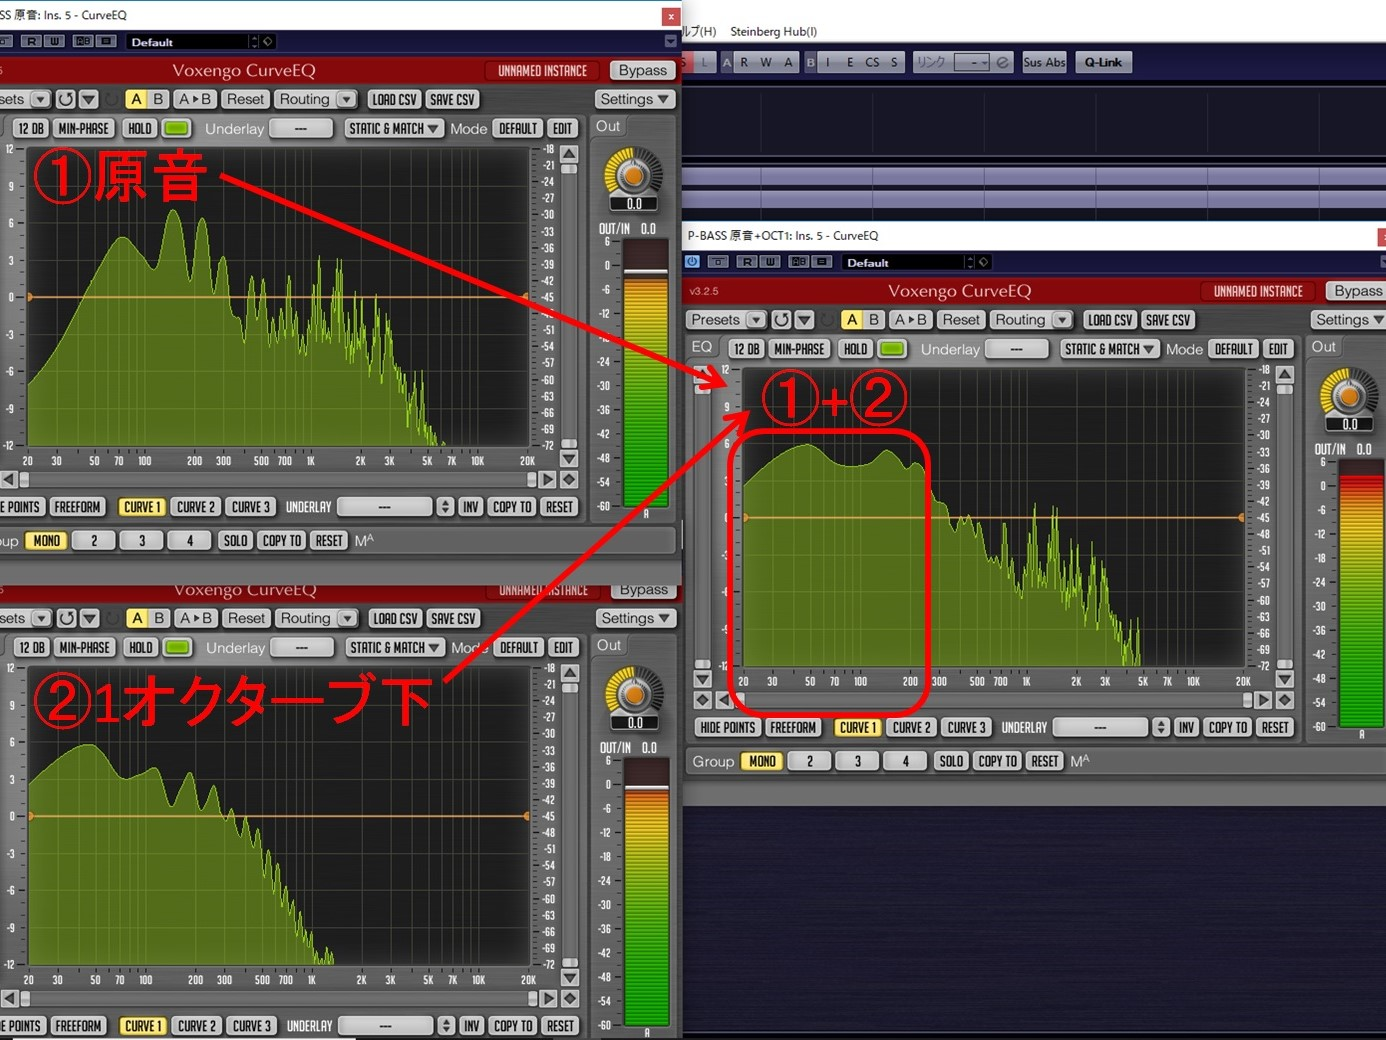 SS 原音: Ins. 5 - CurveEQ
R W Default
Voxengo CurveEQ UNNAMED INSTANCE Bypass
sets A B A▸B Reset Routing LOAD CSV SAVE CSV Settings
12 DB MIN-PHASE HOLD Underlay --- STATIC & MATCH Mode DEFAULT EDIT Out
①原音
12 9 6 3 0 -3 -6 -9 -12
-18 -21 -24 -27 -30 -33 -36 -39 -42 -45 -48 -51 -54 -57 -60 -63 -66 -69 -72
0.0
OUT/IN 0.0
6 0 -6 -12 -18 -24 -30 -36 -42 -48 -54 -60
A
20 30 50 70 100 200 300 500 700 1K 2K 3K 5K 7K 10K 20K
E POINTS FREEFORM CURVE 1 CURVE 2 CURVE 3 UNDERLAY --- INV COPY TO RESET
oup MONO 2 3 4 SOLO COPY TO RESET MA
Voxengo CurveEQ UNNAMED INSTANCE Bypass
sets A B A▸B Reset Routing LOAD CSV SAVE CSV Settings
12 DB MIN-PHASE HOLD Underlay --- STATIC & MATCH Mode DEFAULT EDIT Out
②1オクターブ下
12 9 6 3 0 -3 -6 -9 -12
-18 -21 -24 -27 -30 -33 -36 -39 -42 -45 -48 -51 -54 -57 -60 -63 -66 -69 -72
0.0
OUT/IN 0.0
6 0 -6 -12 -18 -24 -30 -36 -42 -48 -54 -60
A
20 30 50 70 100 200 300 500 700 1K 2K 3K 5K 7K 10K 20K
E POINTS FREEFORM CURVE 1 CURVE 2 CURVE 3 UNDERLAY --- INV COPY TO RESET
ルプ(H) Steinberg Hub(I)
S L A R W A B I E CS S リンク - Sus Abs Q-Link
P-BASS 原音+OCT1: Ins. 5 - CurveEQ
R W Default
v3.2.5 Voxengo CurveEQ UNNAMED INSTANCE Bypass
Presets A B A▸B Reset Routing LOAD CSV SAVE CSV Settings
EQ 12 DB MIN-PHASE HOLD Underlay --- STATIC & MATCH Mode DEFAULT EDIT Out
①+②
12 9 6
-18 -21 -24 -27 -30 -33 -36 -39 -42 -45 -48 -51 -54 -57 -60 -63 -66 -69 -72
0.0
OUT/IN 0.0
6 0 -6 -12 -18 -24 -30 -36 -42 -48 -54 -60
A
20 30 50 70 100 200 300 500 700 1K 2K 3K 5K 7K 10K 20K
HIDE POINTS FREEFORM CURVE 1 CURVE 2 CURVE 3 UNDERLAY --- INV COPY TO RESET
Group MONO 2 3 4 SOLO COPY TO RESET MA